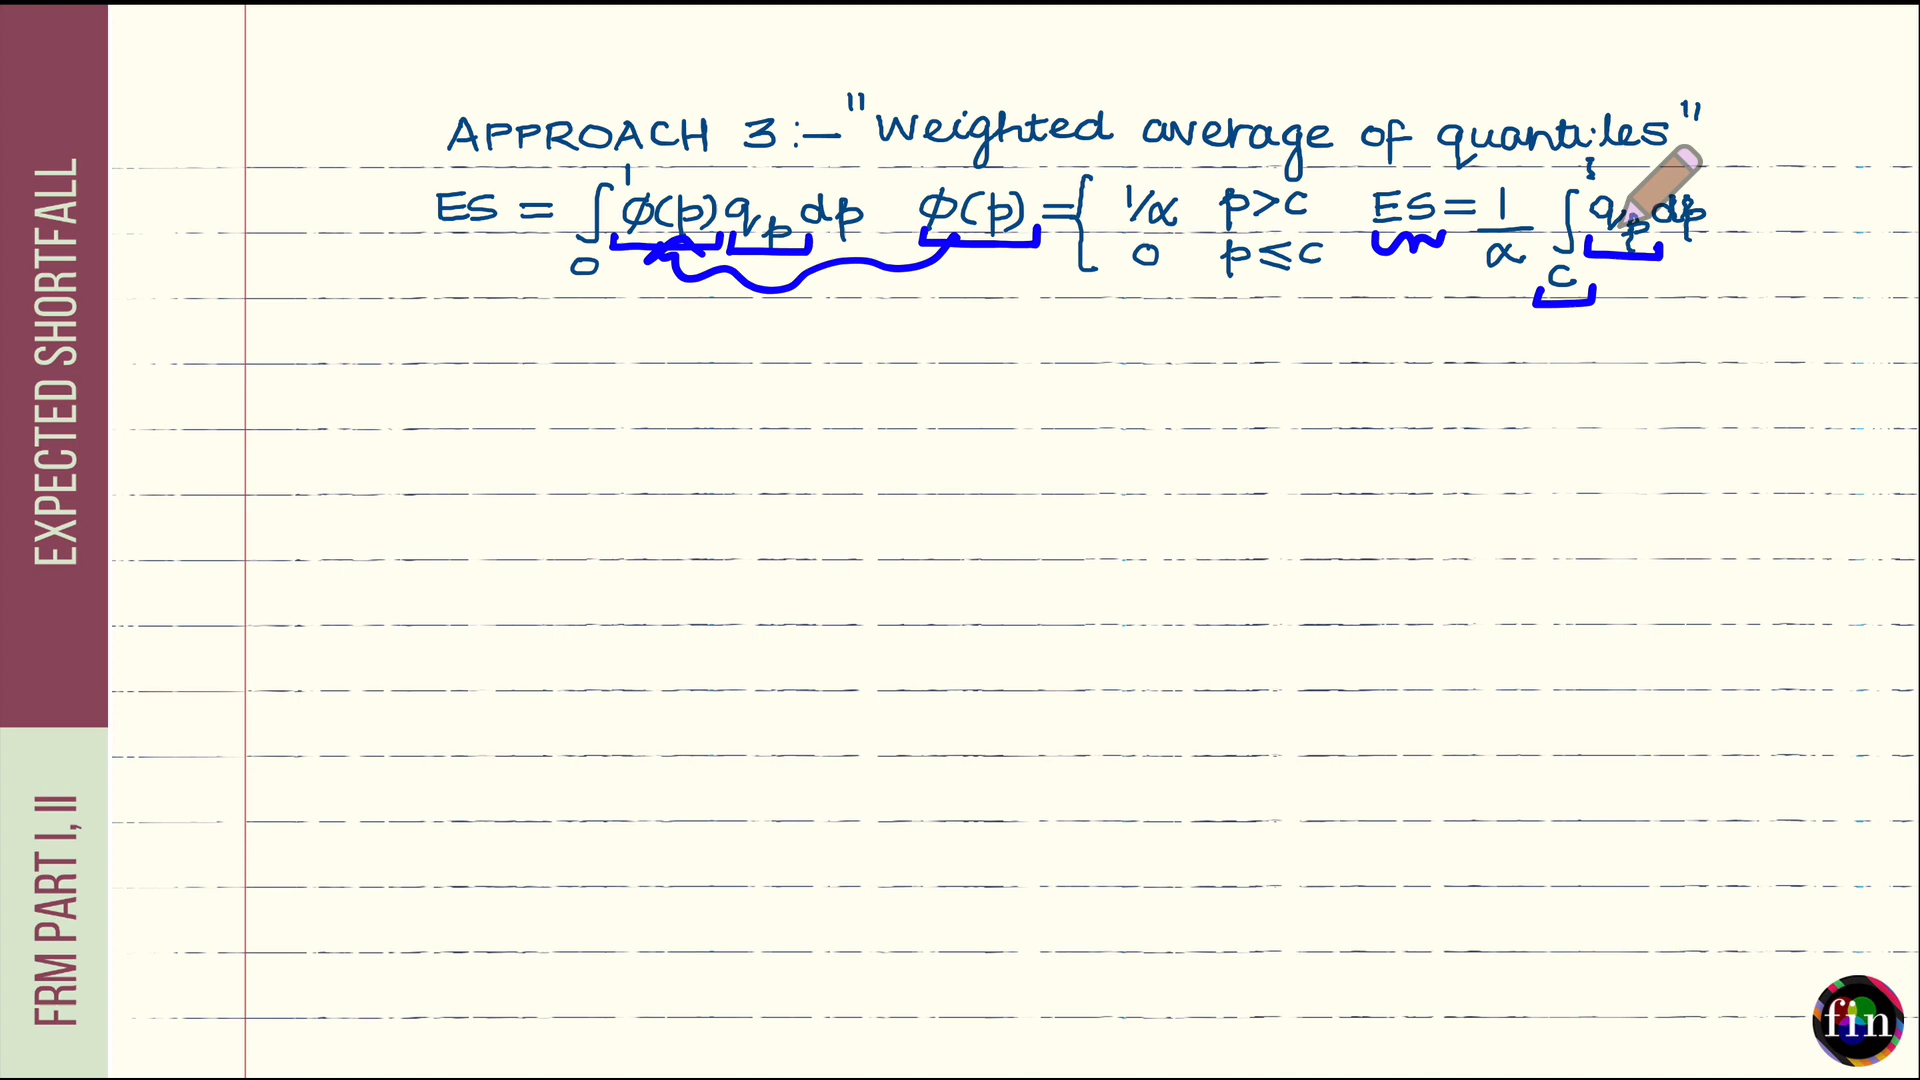 EXPECTED SHORTFALL
FRM PART I, II
APPROACH 3:- "Weighted average of quantiles"
ES = ∫₀¹ φ(p) q_p dp   φ(p) = { 1/α  p>c ; 0  p≤c   ES = 1/α ∫_c¹ q_p dp
fin